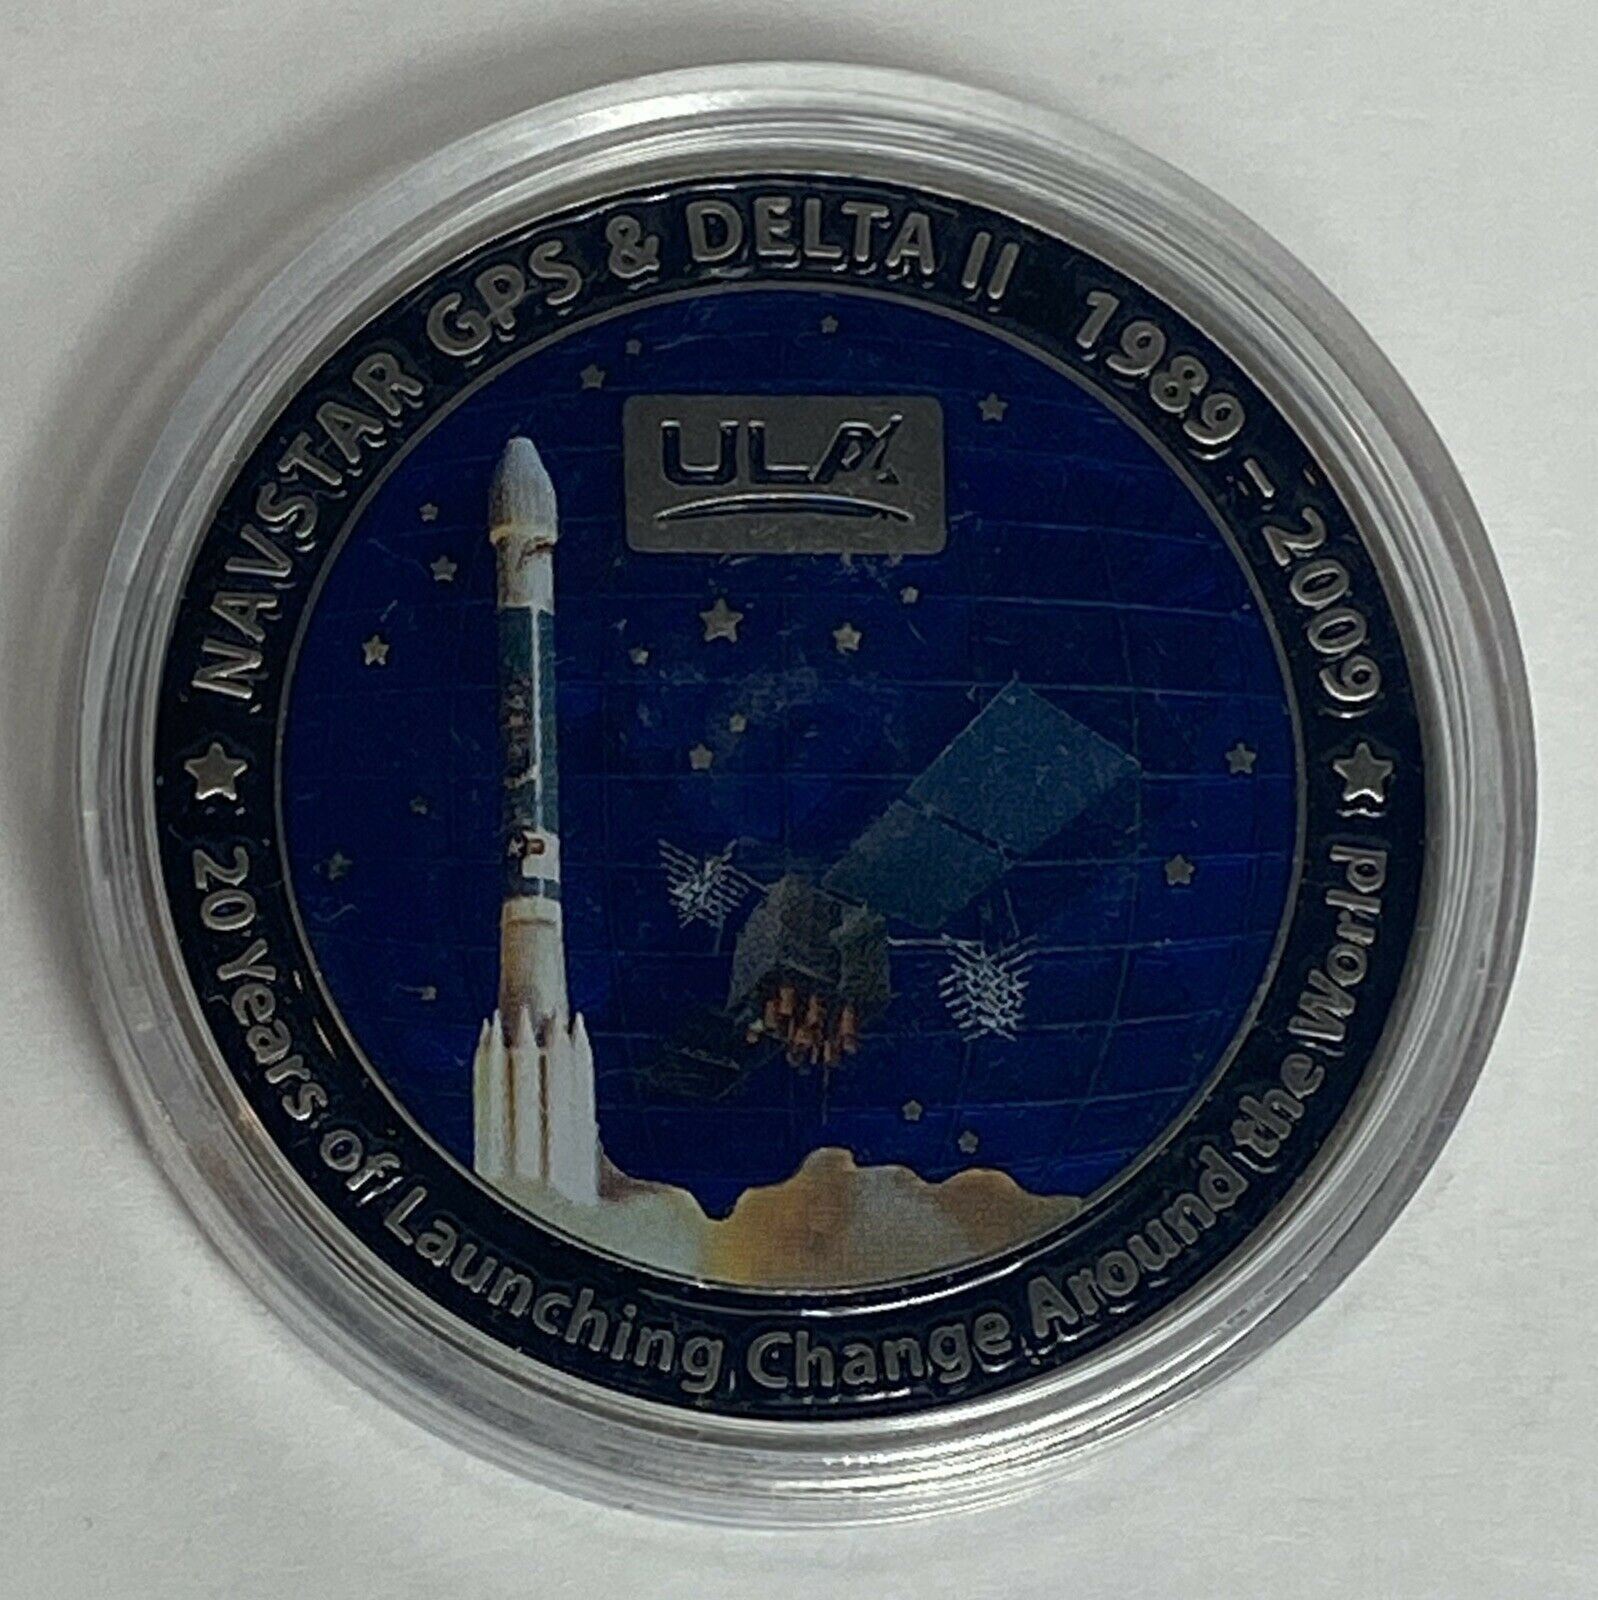 NAVSTAR GPS & DELTA II 1989-2009
ULA
20 Years of Launching Change Around the World